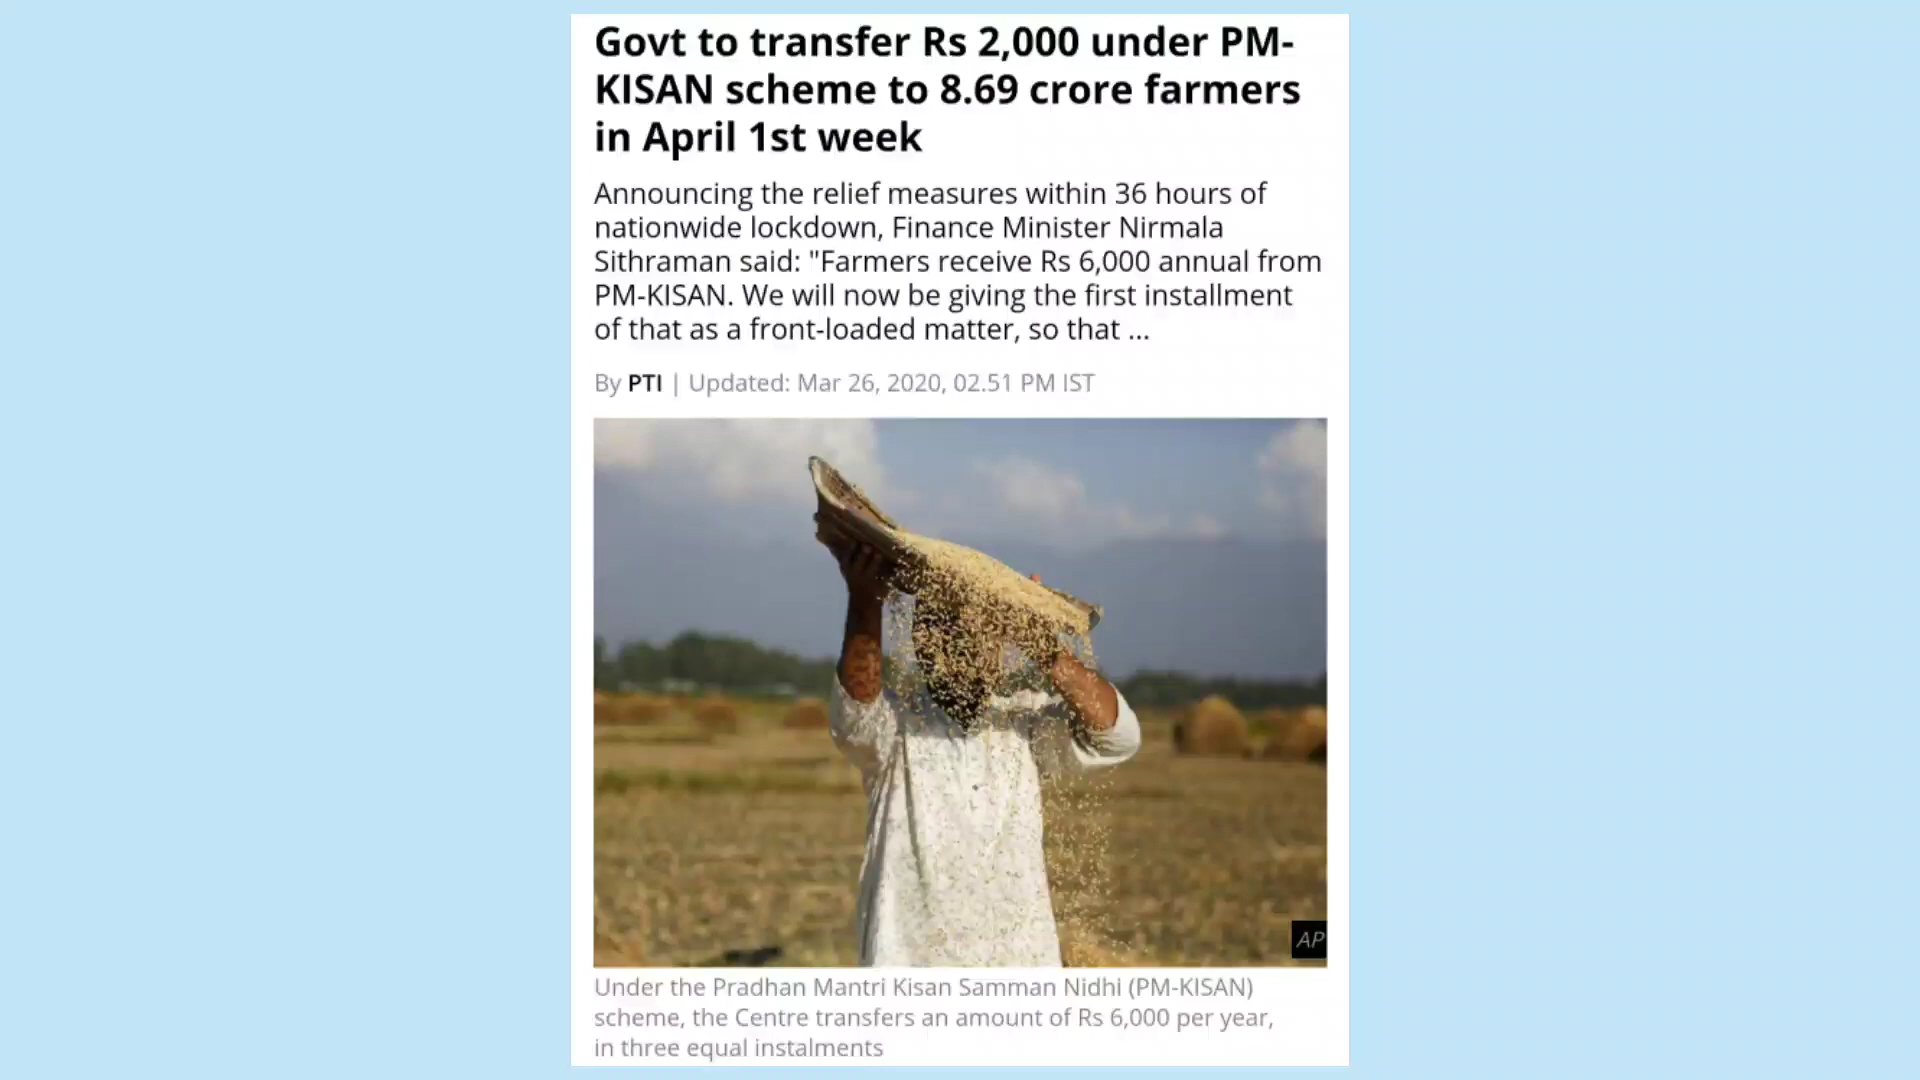 Govt to transfer Rs 2,000 under PM-
KISAN scheme to 8.69 crore farmers
in April 1st week
Announcing the relief measures within 36 hours of
nationwide lockdown, Finance Minister Nirmala
Sithraman said: "Farmers receive Rs 6,000 annual from
PM-KISAN. We will now be giving the first installment
of that as a front-loaded matter, so that ...
By PTI | Updated: Mar 26, 2020, 02.51 PM IST
AP
Under the Pradhan Mantri Kisan Samman Nidhi (PM-KISAN)
scheme, the Centre transfers an amount of Rs 6,000 per year,
in three equal instalments